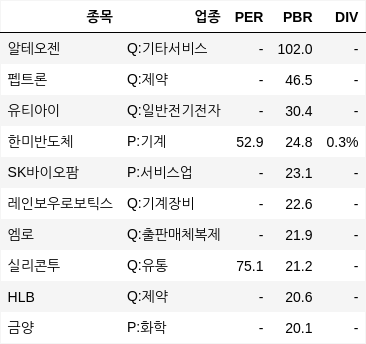 종목 업종 PER PBR DIV
알테오젠 Q:기타서비스 - 102.0 -
펩트론 Q:제약 - 46.5 -
유티아이 Q:일반전기전자 - 30.4 -
한미반도체 P:기계 52.9 24.8 0.3%
SK바이오팜 P:서비스업 - 23.1 -
레인보우로보틱스 Q:기계장비 - 22.6 -
엠로 Q:출판매체복제 - 21.9 -
실리콘투 Q:유통 75.1 21.2 -
HLB Q:제약 - 20.6 -
금양 P:화학 - 20.1 -